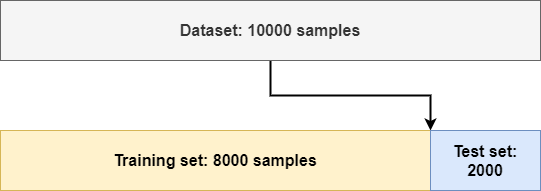 Dataset: 10000 samples
Training set: 8000 samples
Test set:
2000